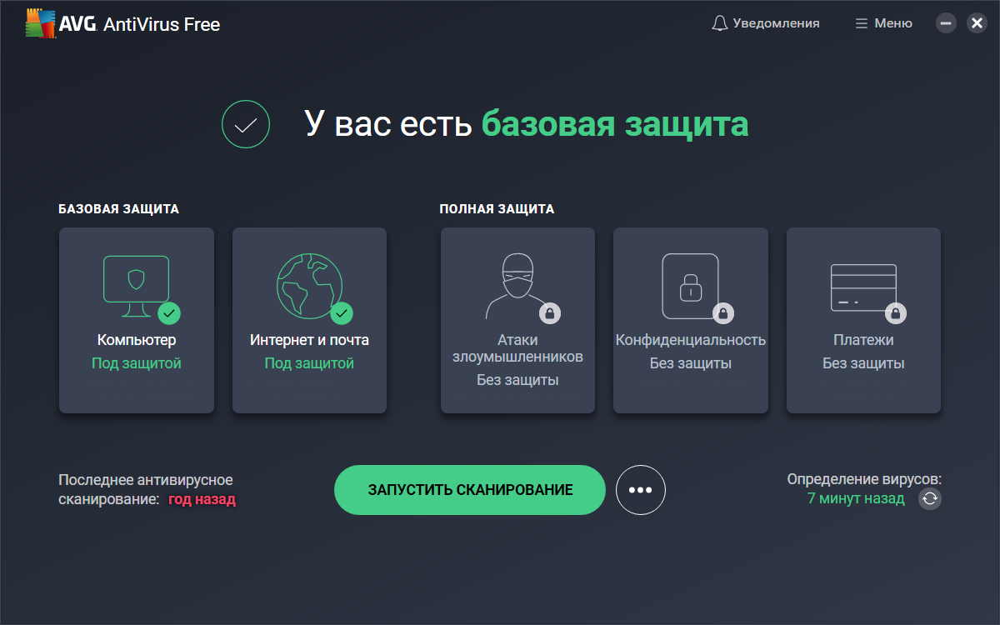 AVG AntiVirus Free
Уведомления
Меню
У вас есть базовая защита
БАЗОВАЯ ЗАЩИТА
ПОЛНАЯ ЗАЩИТА
Компьютер
Под защитой
Интернет и почта
Под защитой
Атаки
злоумышленников
Без защиты
Конфиденциальность
Без защиты
Платежи
Без защиты
Последнее антивирусное
сканирование: год назад
ЗАПУСТИТЬ СКАНИРОВАНИЕ
Определение вирусов:
7 минут назад